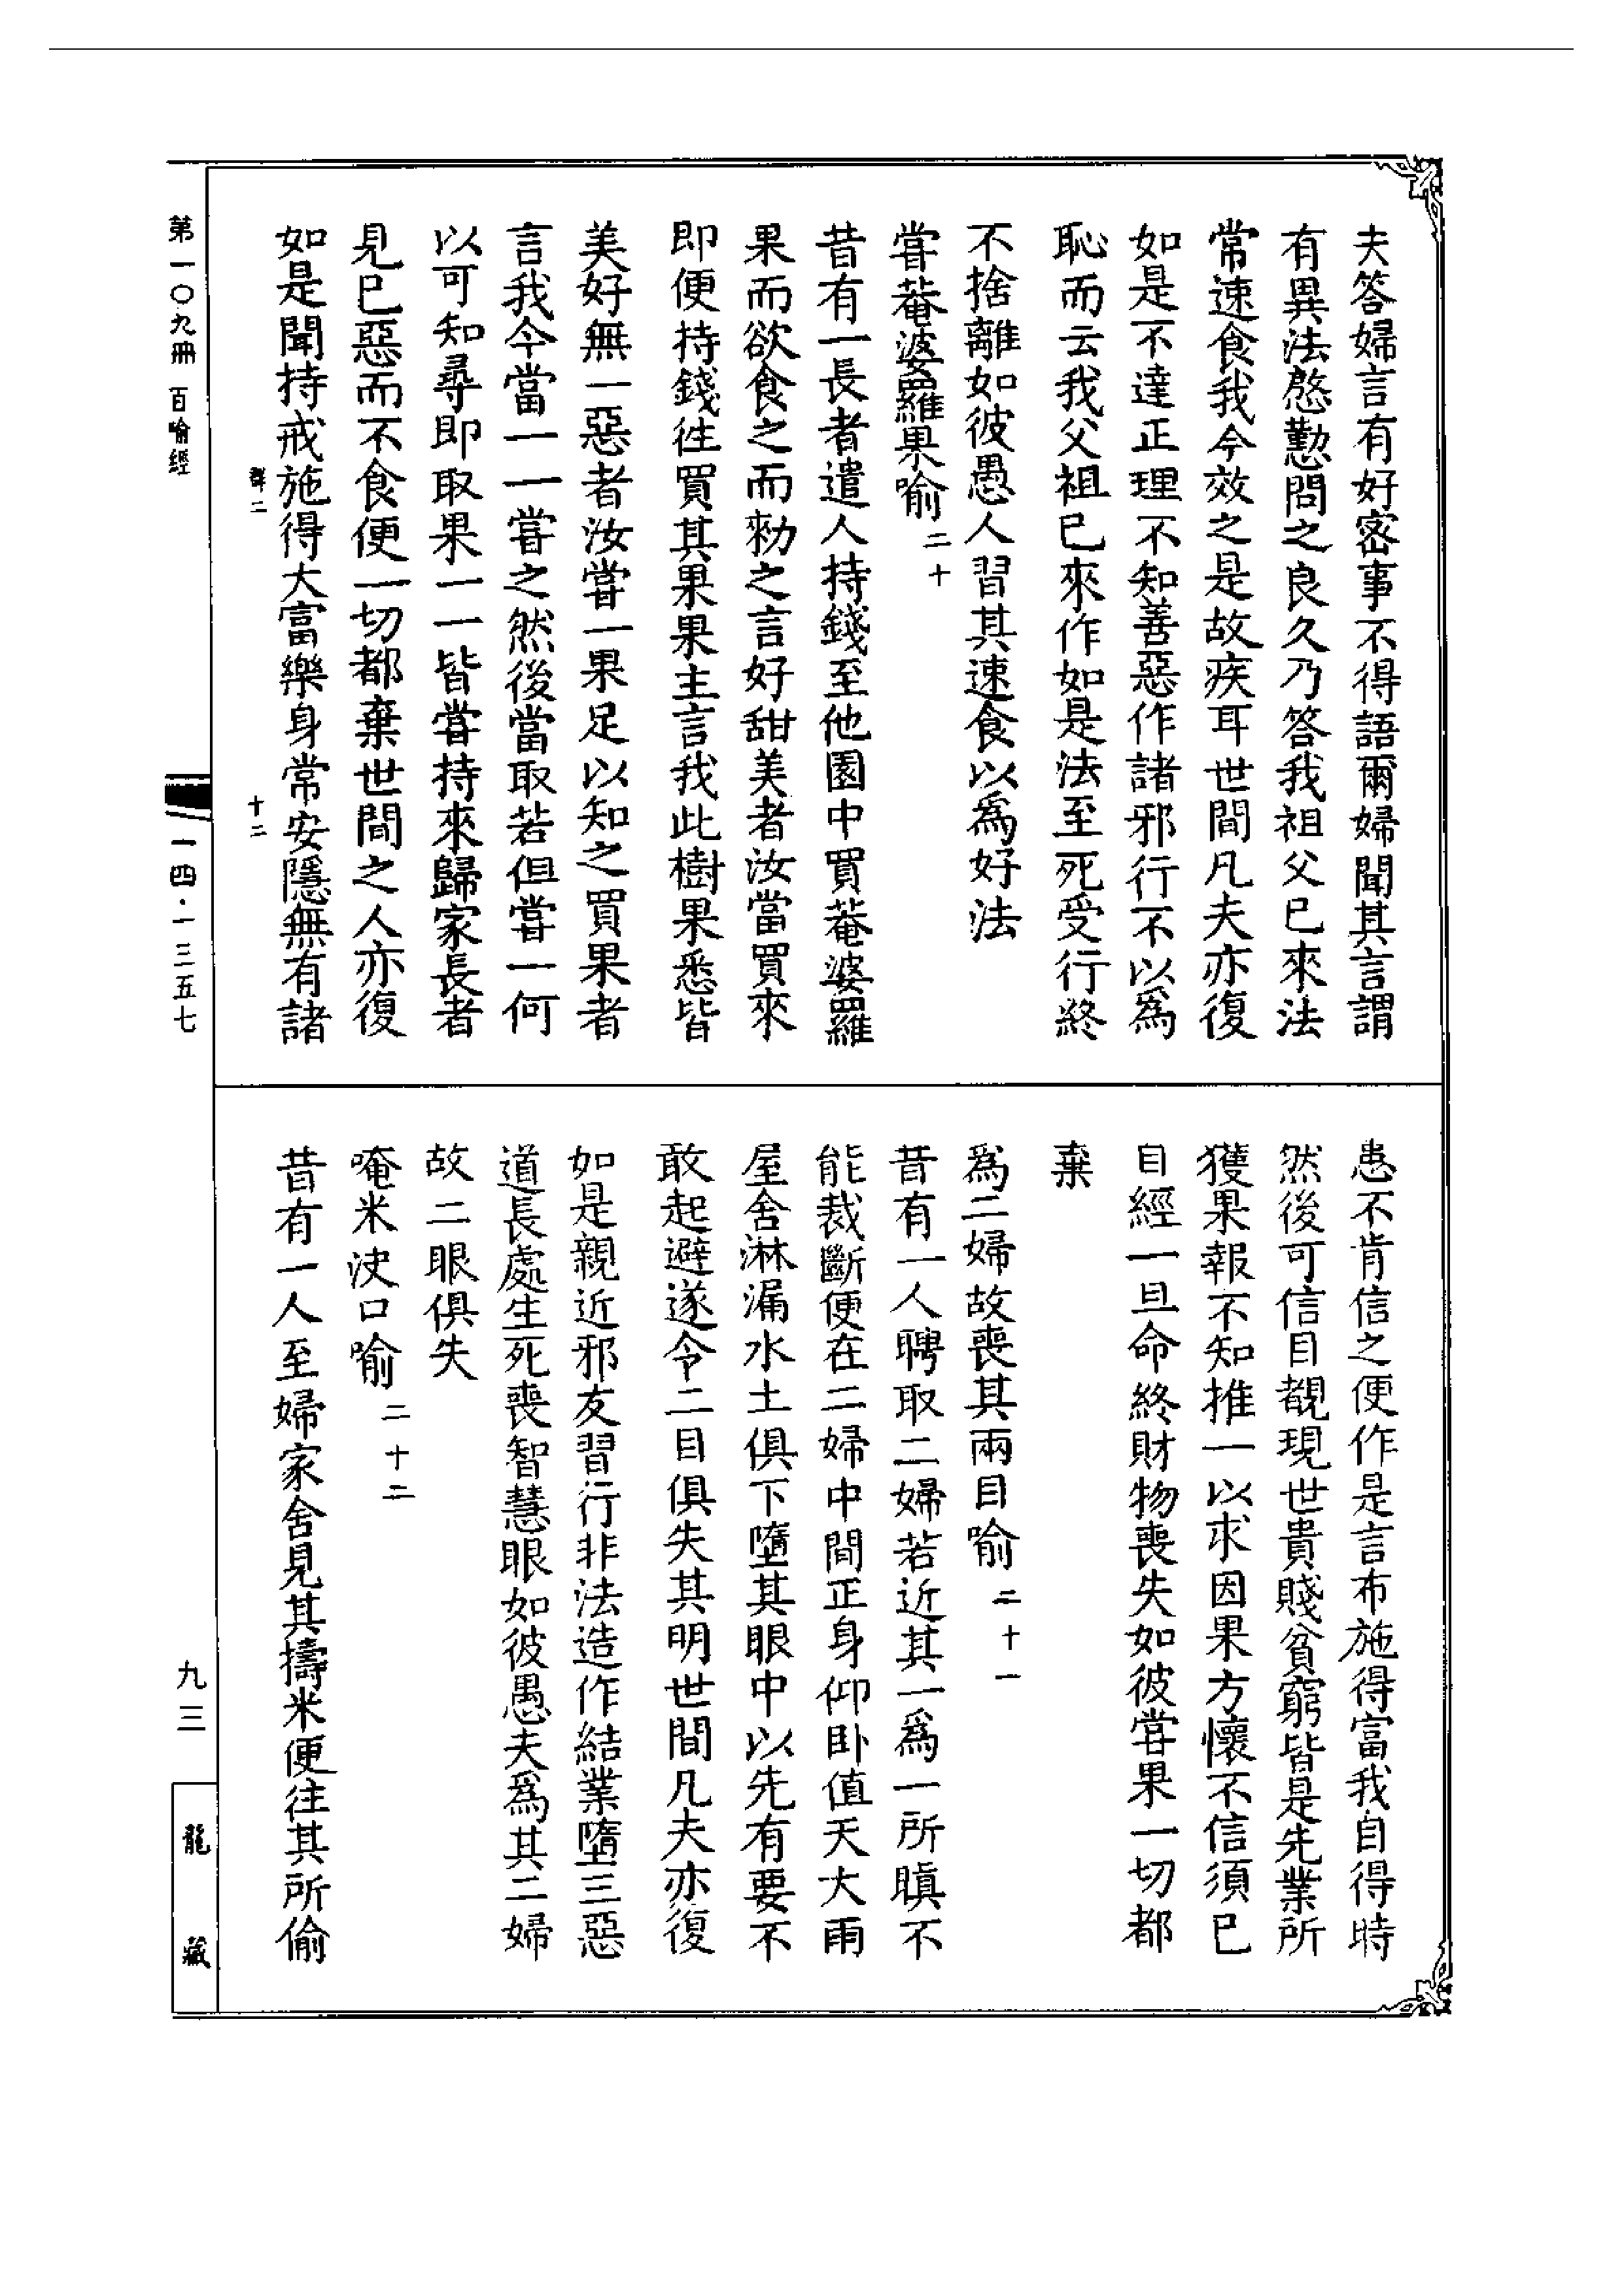 夫答婦言有好密事不得語爾婦聞其言謂
有異法慇懃問之良久乃答我祖父已來法
常速食我今效之是故疾耳世間凡夫亦復
如是不達正理不知善惡作諸邪行不以為
恥而云我父祖已來作如是法至死受行終
不捨離如彼愚人習其速食以為好法
甞菴婆羅果喻二十
昔有一長者遣人持錢至他園中買菴婆羅
果而欲食之而勑之言好甜美者汝當買來
即便持錢徃買其果果主言我此樹果悉皆
美好無一惡者汝甞一果足以知之買果者
言我今當一一甞之然後當取若但甞一何
以可知尋即取果一一皆甞持來歸家長者
見已惡而不食便一切都棄世間之人亦復
如是聞持戒施得大富樂身常安隱無有諸
患不肯信之便作是言布施得富我自得時
然後可信目覩現世貴賤貧窮皆是先業所
獲果報不知推一以求因果方懷不信須已
自經一旦命終財物喪失如彼甞果一切都
棄
為二婦故喪其兩目喻二十一
昔有一人聘取二婦若近其一為一所瞋不
能裁斷便在二婦中間正身仰卧值天大雨
屋舍淋漏水土俱下墮其眼中以先有要不
敢起避遂令二目俱失其明世間凡夫亦復
如是親近邪友習行非法造作結業墮三惡
道長處生死喪智慧眼如彼愚夫為其二婦
故二眼俱失
唵米決口喻二十二
昔有一人至婦家舍見其擣米便往其所偷
群二
十二
第一〇九冊 百喻經
一四·一三五七
九三
龍藏